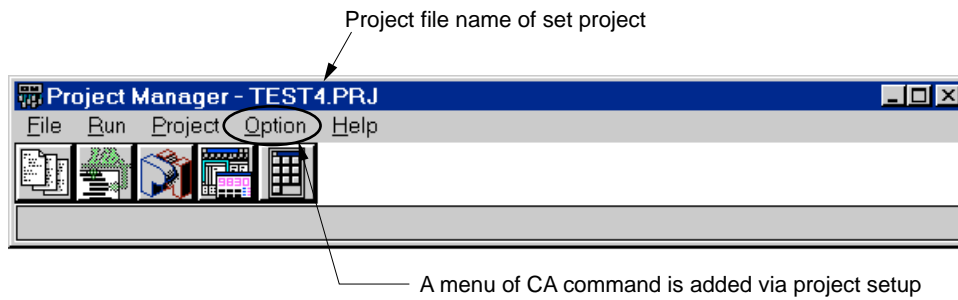 Project file name of set project
Project Manager - TEST4.PRJ
File Run Project Option Help
9830
A menu of CA command is added via project setup